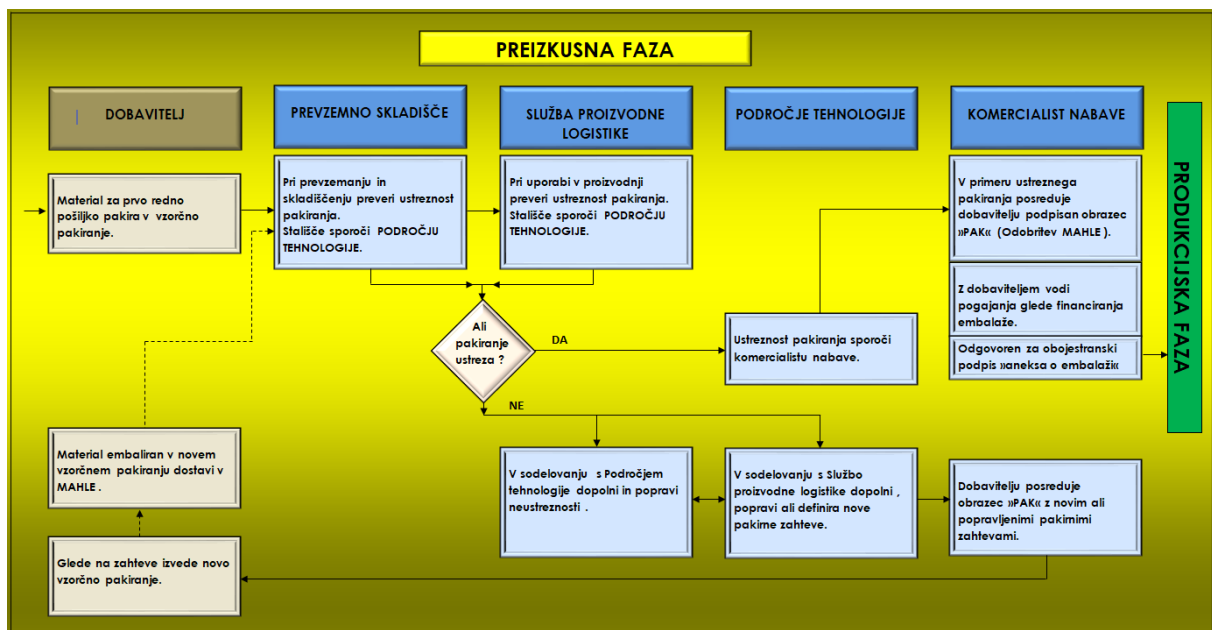 PREIZKUSNA FAZA
DOBAVITELJ
PREVZEMNO SKLADIŠČE
SLUŽBA PROIZVODNE
LOGISTIKE
PODROČJE TEHNOLOGIJE
KOMERCIALIST NABAVE
PRODUKCIJSKA FAZA
Material za prvo redno
pošiljko pakira v vzorčno
pakiranje.
Pri prevzemanju in
skladiščenju preveri ustreznost
pakiranja.
Stališče sporoči PODROČJU
TEHNOLOGIJE.
Pri uporabi v proizvodnji
preveri ustreznost pakiranja.
Stališče sporoči PODROČJU
TEHNOLOGIJE.
V primeru ustreznega
pakiranja posreduje
dobavitelju podpisan obrazec
»PAK« (Odobritev MAHLE ).
Z dobaviteljem vodi
pogajanja glede financiranja
embalaže.
Odgovoren za obojestranski
podpis »aneksa o embalaži«
Ali
pakiranje
ustreza ?
DA
Ustreznost pakiranja sporoči
komercialistu nabave.
NE
Material embaliran v novem
vzorčnem pakiranju dostavi v
MAHLE .
V sodelovanju s Področjem
tehnologije dopolni in popravi
neustreznosti .
V sodelovanju s Službo
proizvodne logistike dopolni ,
popravi ali definira nove
pakirne zahteve.
Dobavitelju posreduje
obrazec »PAK« z novim ali
popravljenimi pakirnimi
zahtevami.
Glede na zahteve izvede novo
vzorčno pakiranje.